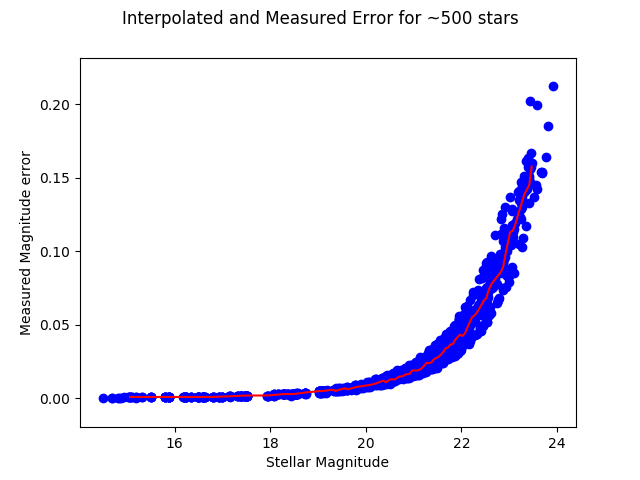 Interpolated and Measured Error for ~500 stars
0.20
0.15
0.10
0.05
0.00
Measured Magnitude error
16 18 20 22 24
Stellar Magnitude